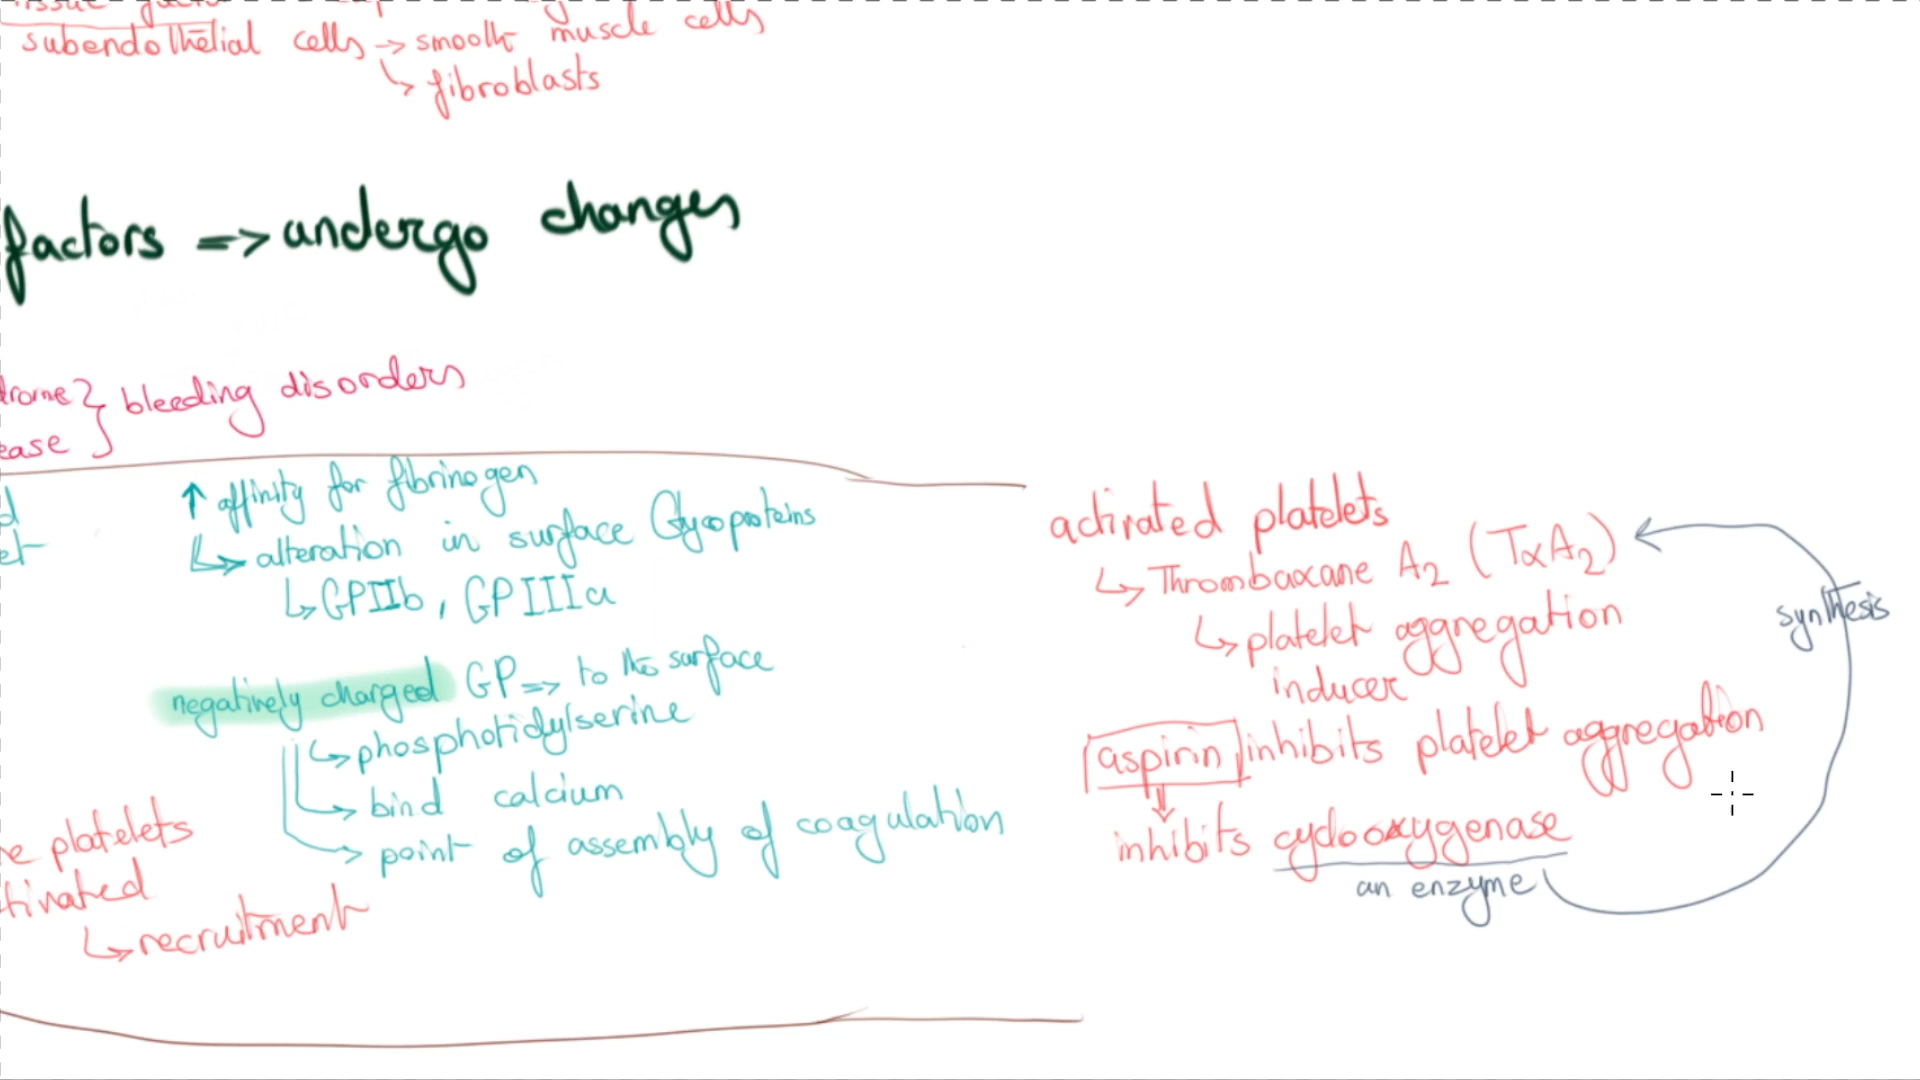 subendothelial cells -> smooth muscle cells
↳ fibroblasts
factors => undergo changes
drome } bleeding disorders
ease
↑ affinity for fibrinogen
↳ alteration in surface Glycoproteins
↳ GPIIb, GPIIIa
negatively charged GP => to the surface
↳ phosphotidylserine
↳ bind calcium
↳ point of assembly of coagulation
e platelets
tivated
↳ recruitment
activated platelets
↳ Thromboxane A2 (TxA2)
↳ platelet aggregation
inducer
aspirin inhibits platelet aggregation
inhibits cyclooxygenase
an enzyme
synthesis